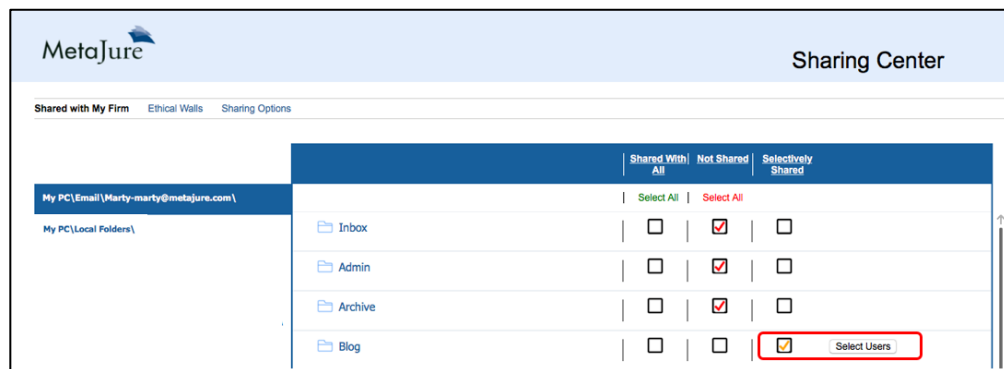 MetaJure
Sharing Center
Shared with My Firm Ethical Walls Sharing Options
Shared With All Not Shared Selectively Shared
My PC\Email\Marty-marty@metajure.com\
Select All Select All
My PC\Local Folders\
Inbox
Admin
Archive
Blog Select Users